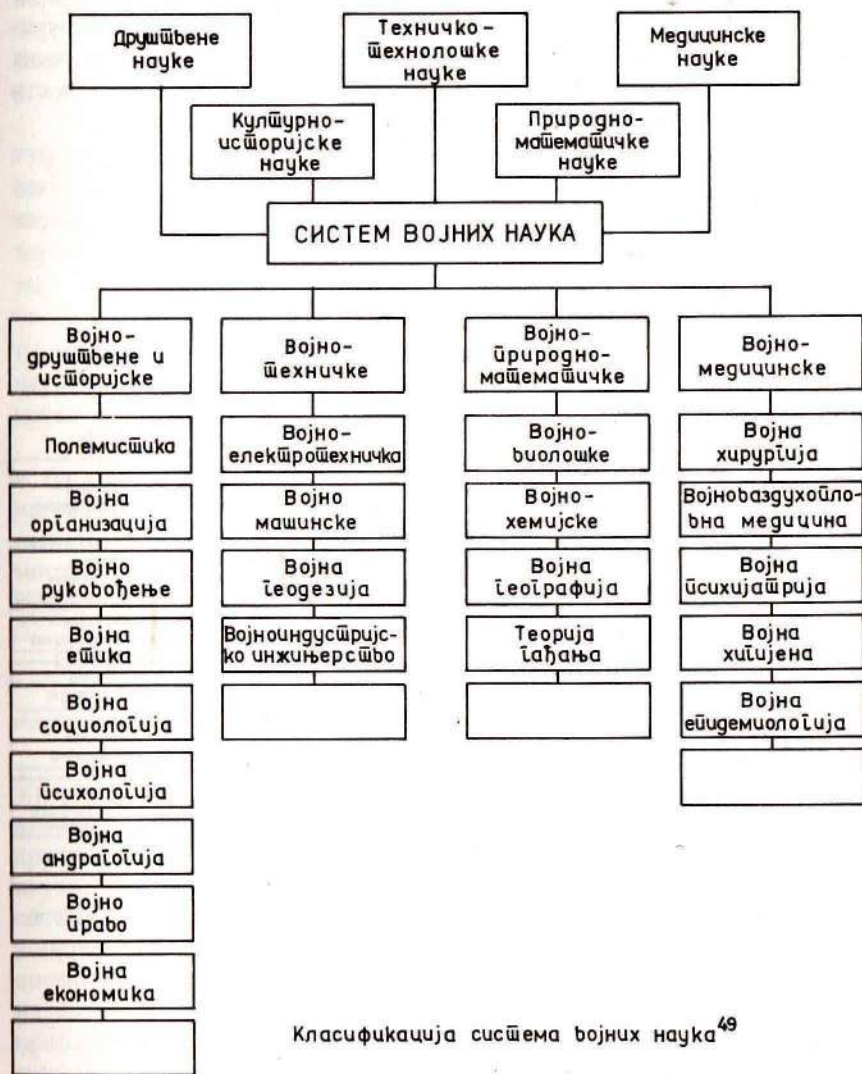 Друштвене
науке
Техничко-
технолошке
науке
Медицинске
науке
Културно-
историјске
науке
Природно-
математичке
науке
СИСТЕМ ВОЈНИХ НАУКА
Војно-
друштвене и
историјске
Полемистика
Војна
организација
Војно
руковођење
Војна
етика
Војна
социологија
Војна
психологија
Војна
андрагогија
Војно
право
Војна
економика
Војно-
техничке
Војно-
електротехничка
Војно
машинске
Војна
геодезија
Војноиндустријс-
ко инжињерство
Војно-
природно-
математичке
Војно-
биолошке
Војно-
хемијске
Војна
географија
Теорија
гађања
Војно-
медицинске
Војна
хирургија
Војноваздухопло-
вна медицина
Војна
психијатрија
Војна
хигијена
Војна
епидемиологија
Класификација система војних наука49